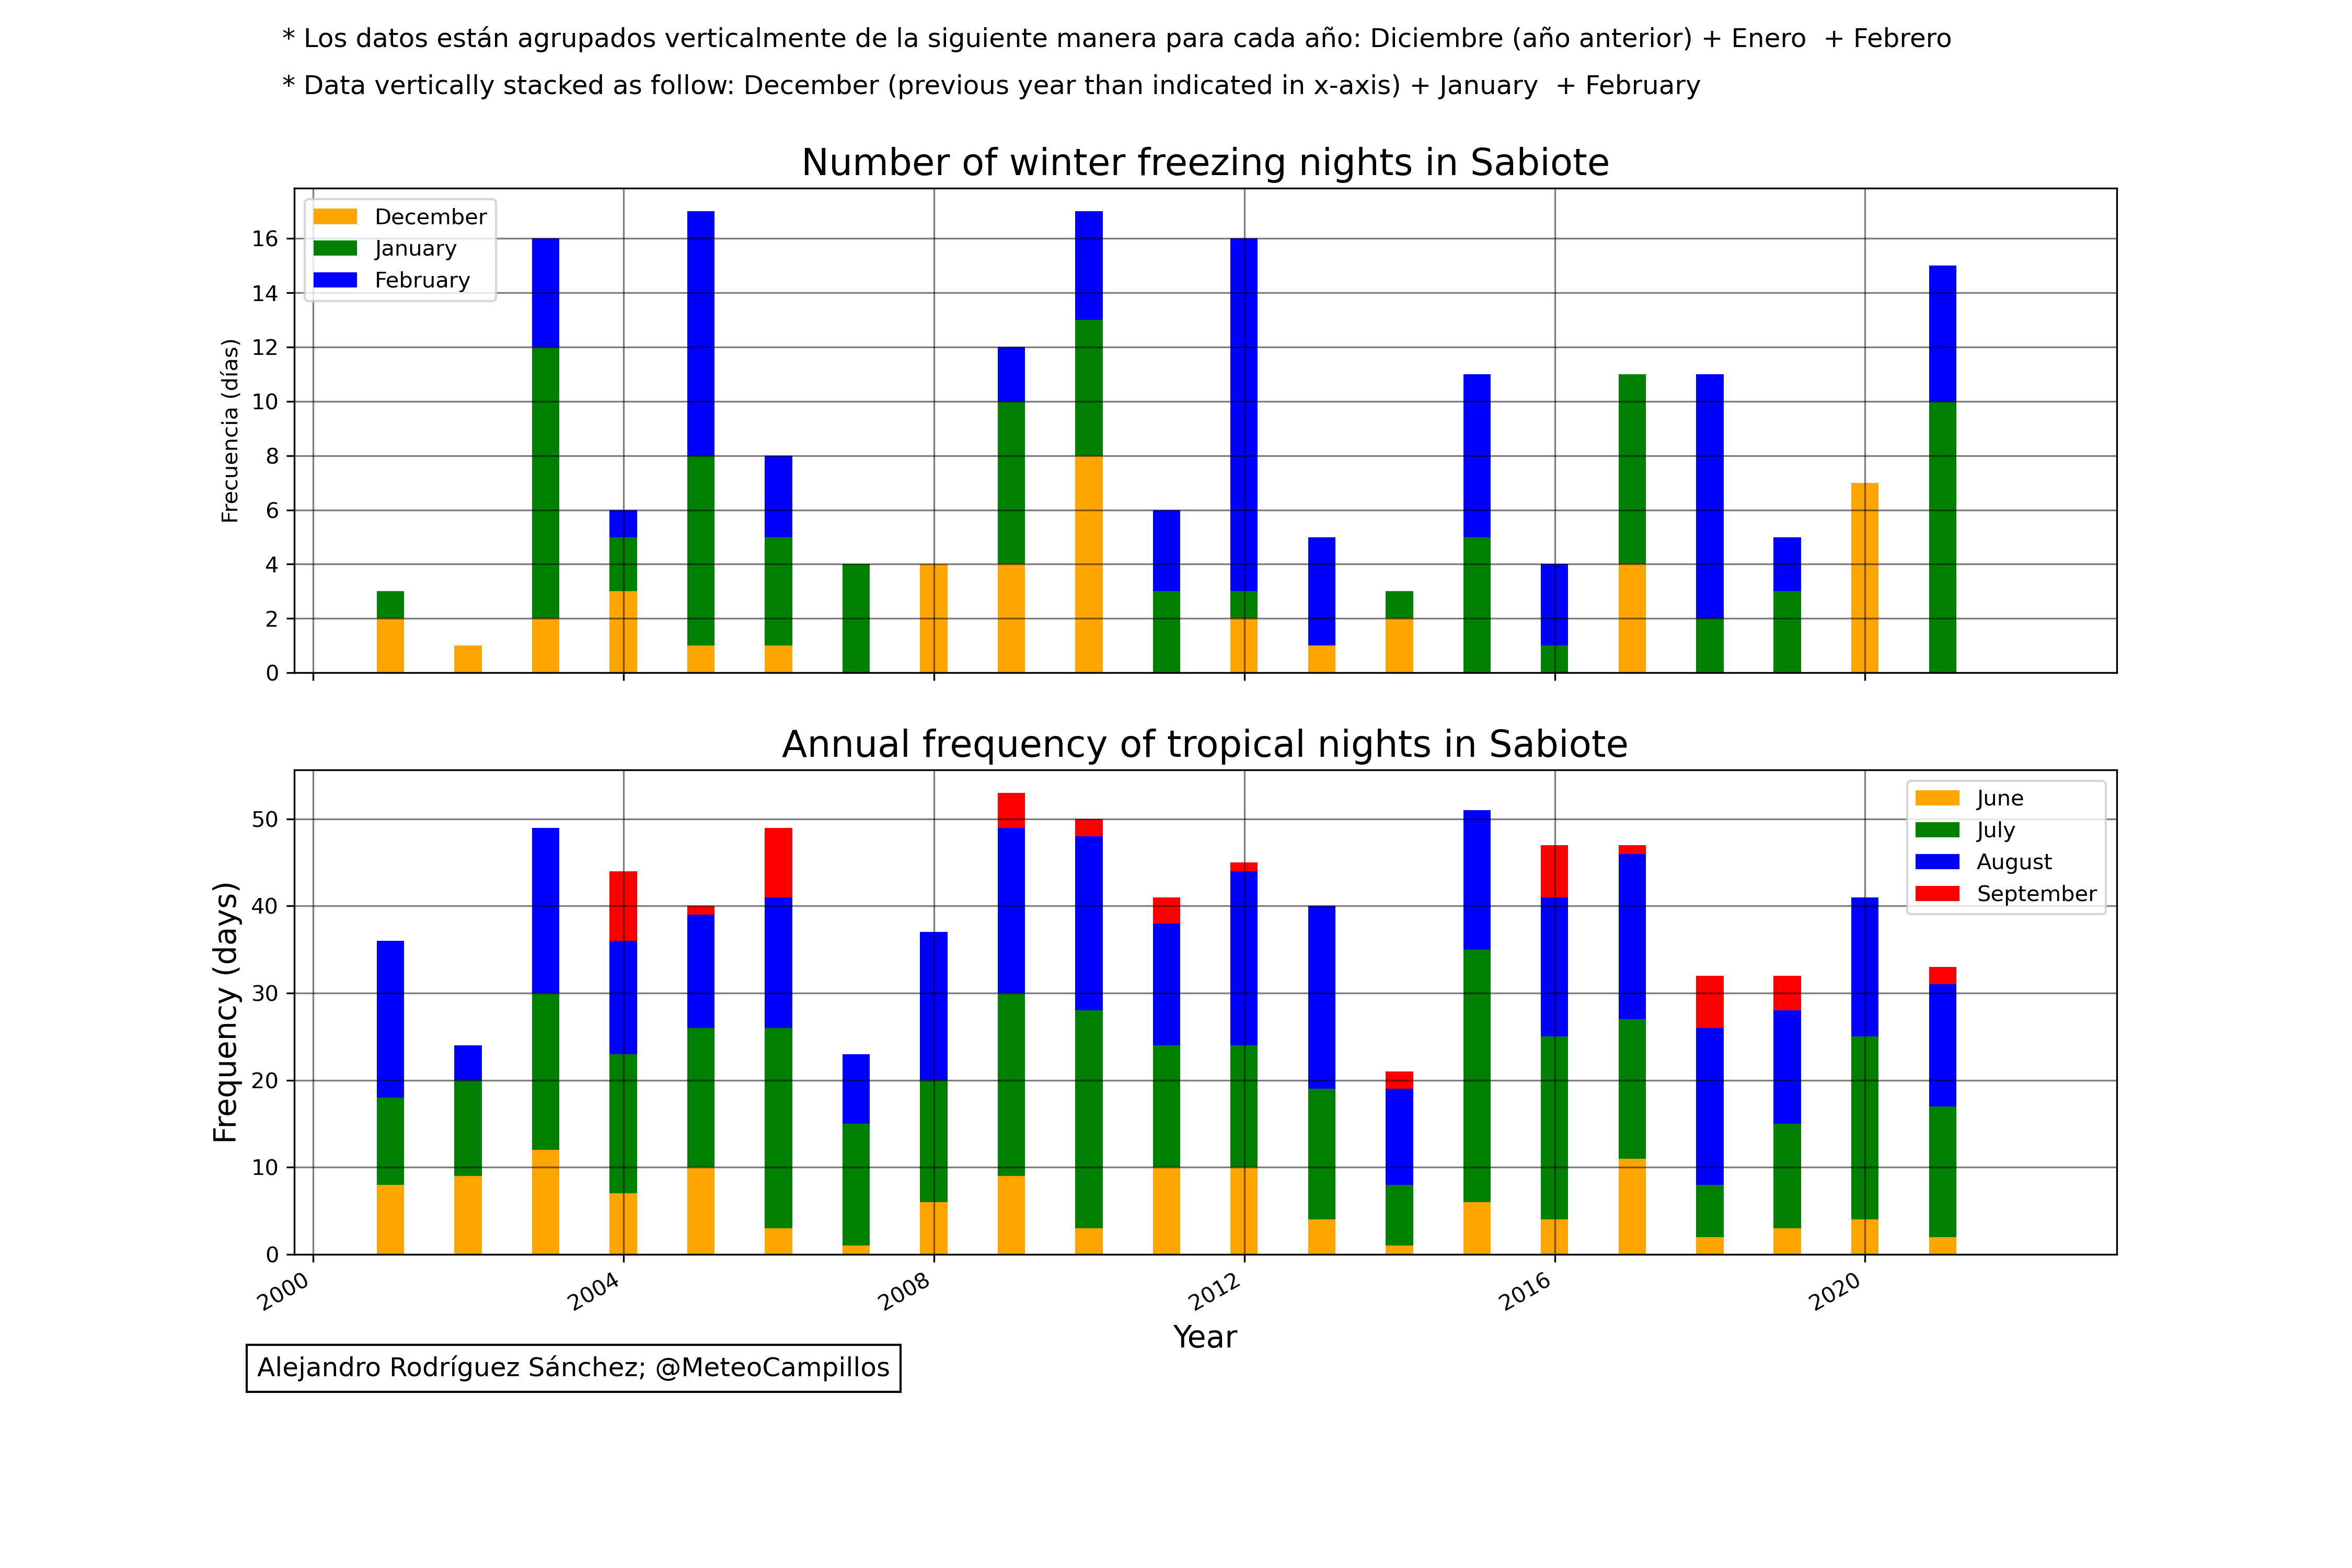 * Los datos están agrupados verticalmente de la siguiente manera para cada año: Diciembre (año anterior) + Enero  + Febrero
* Data vertically stacked as follow: December (previous year than indicated in x-axis) + January  + February
Number of winter freezing nights in Sabiote
December
January
February
Frecuencia (días)
16
14
12
10
8
6
4
2
0
Annual frequency of tropical nights in Sabiote
June
July
August
September
Frequency (days)
50
40
30
20
10
0
2000
2004
2008
2012
2016
2020
Year
Alejandro Rodríguez Sánchez; @MeteoCampillos